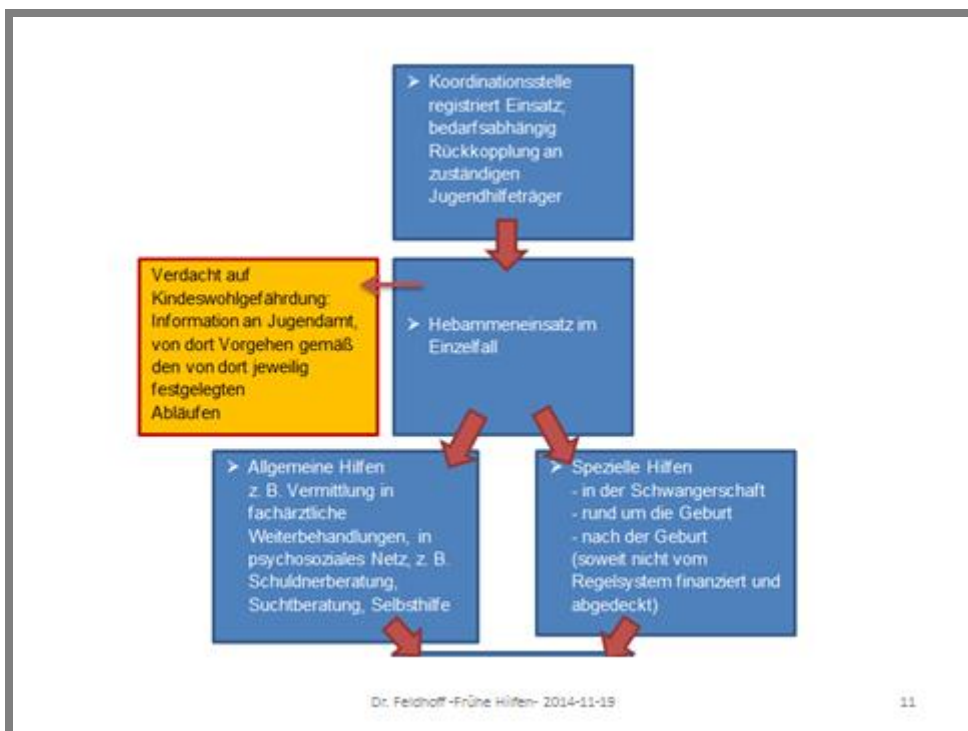 ➢ Koordinationsstelle
registriert Einsatz;
bedarfsabhängig
Rückkopplung an
zuständigen
Jugendhilfeträger
Verdacht auf
Kindeswohlgefährdung:
Information an Jugendamt,
von dort Vorgehen gemäß
den von dort jeweilig
festgelegten
Abläufen
➢ Hebammeneinsatz im
Einzelfall
➢ Allgemeine Hilfen
z. B. Vermittlung in
fachärztliche
Weiterbehandlungen, in
psychosoziales Netz, z. B.
Schuldnerberatung,
Suchtberatung, Selbsthilfe
➢ Spezielle Hilfen
- in der Schwangerschaft
- rund um die Geburt
- nach der Geburt
(soweit nicht vom
Regelsystem finanziert und
abgedeckt)
Dr. Feldhoff -Frühe Hilfen- 2014-11-19
11